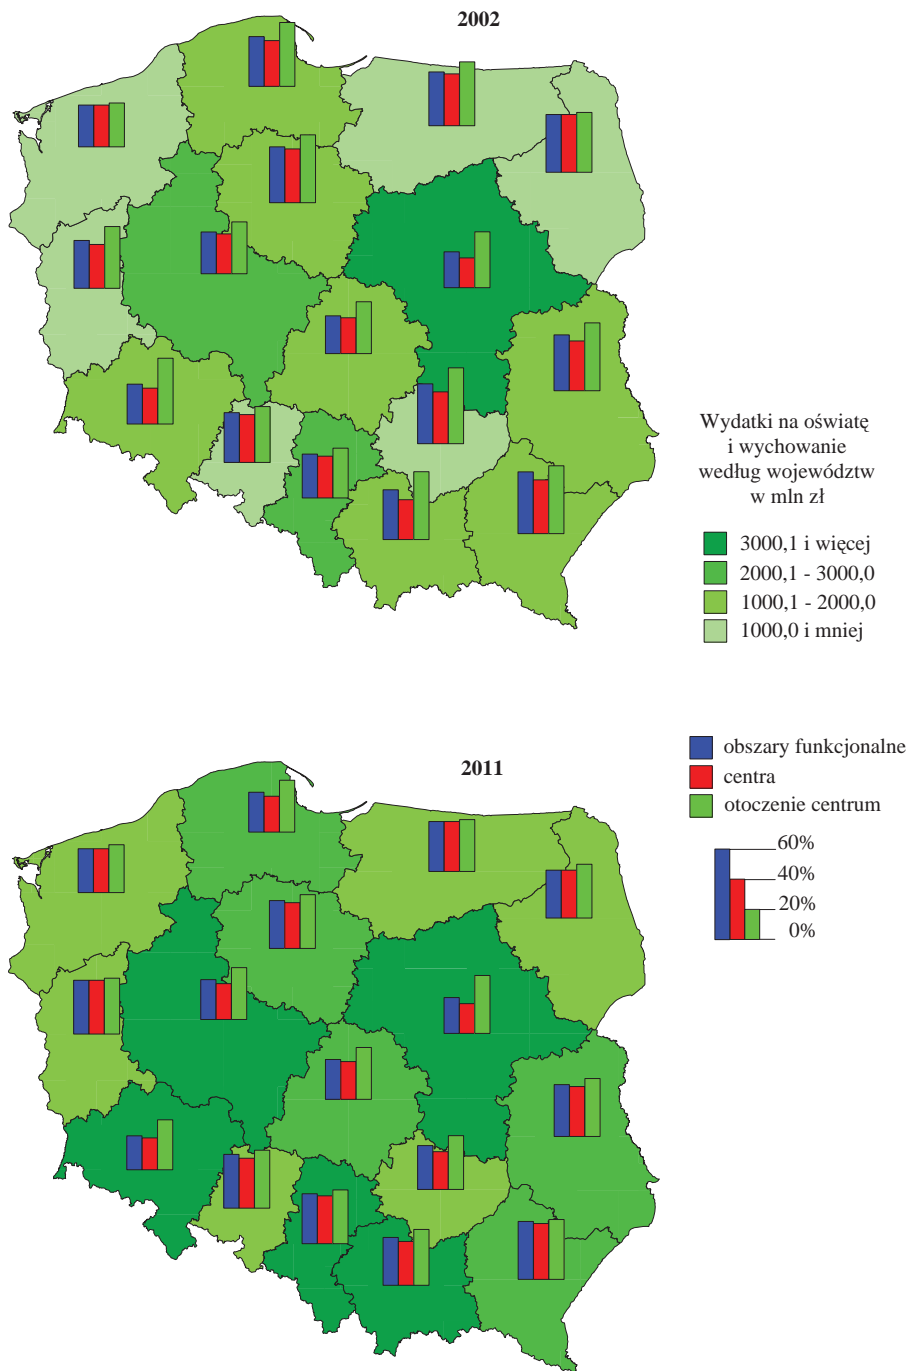 2002
Wydatki na oświatę
i wychowanie
według województw
w mln zł
3000,1 i więcej
2000,1 - 3000,0
1000,1 - 2000,0
1000,0 i mniej
obszary funkcjonalne
centra
otoczenie centrum
60%
40%
20%
0%
2011